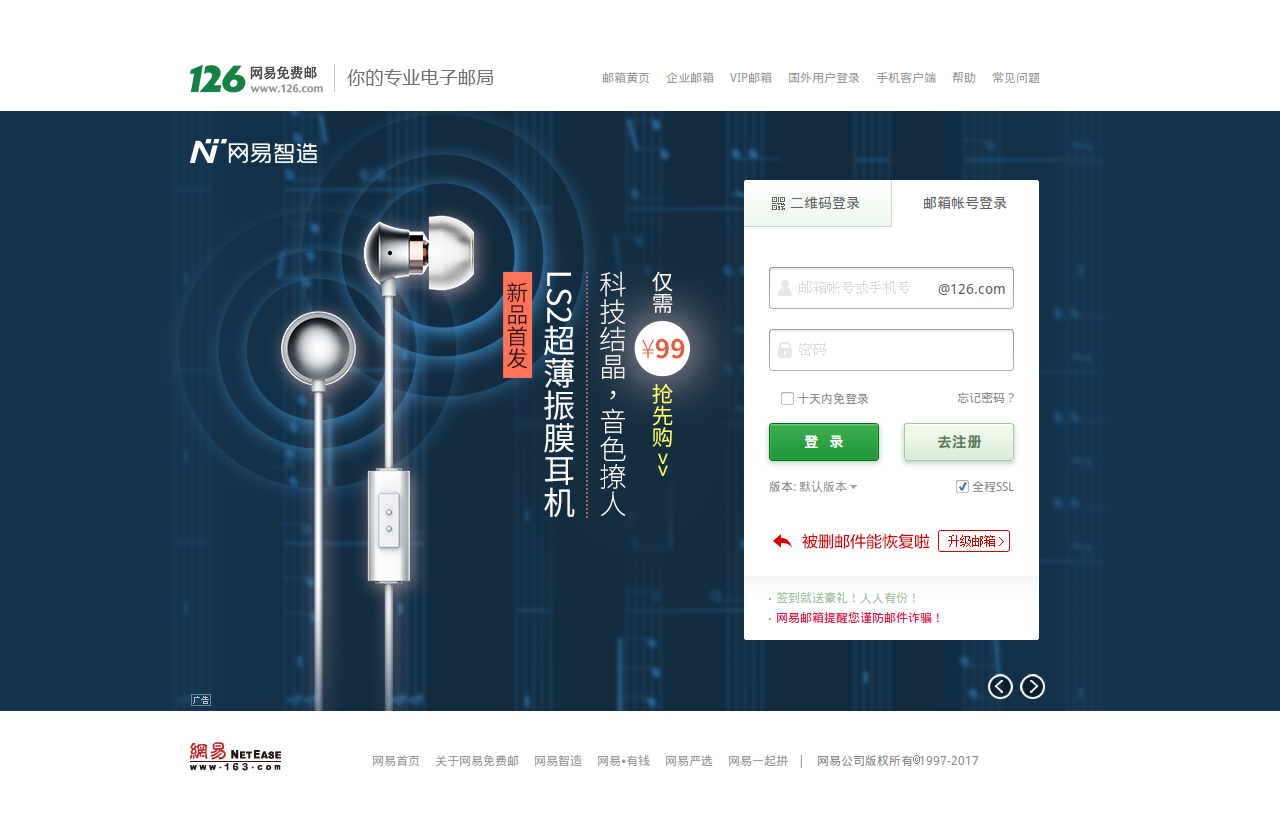 126 网易免费邮
www.126.com
你的专业电子邮局
邮箱黄页 企业邮箱 VIP邮箱 国外用户登录 手机客户端 帮助 常见问题
网易智造
新品首发
LS2超薄振膜耳机
科技结晶，音色撩人
仅需
¥99
抢先购>>
二维码登录
邮箱帐号登录
邮箱帐号或手机号 @126.com
密码
十天内免登录 忘记密码？
登 录 去注册
版本: 默认版本 全程SSL
被删邮件能恢复啦 升级邮箱>
· 签到就送豪礼！人人有份！
· 网易邮箱提醒您谨防邮件诈骗！
广告
網易 NETEASE
www.163.com
网易首页 关于网易免费邮 网易智造 网易•有钱 网易严选 网易一起拼 | 网易公司版权所有©1997-2017